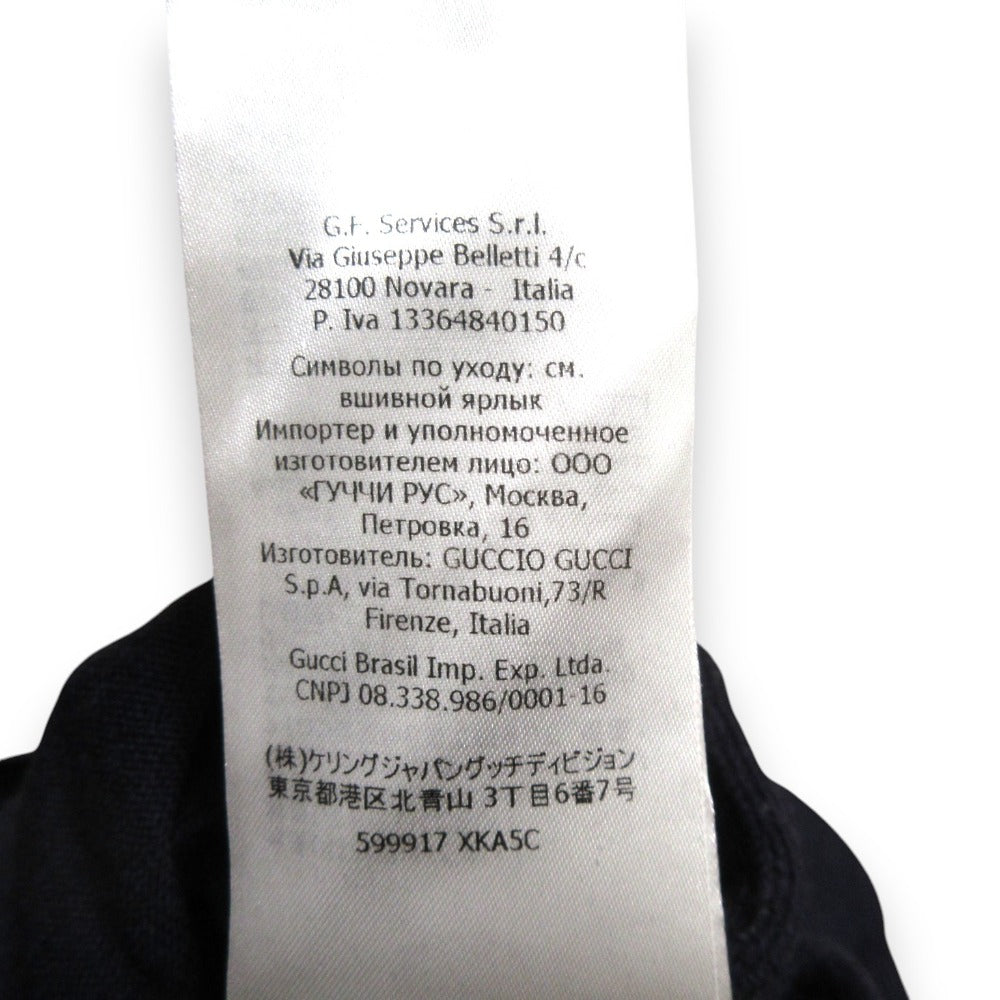 G.F. Services S.r.l.
Via Giuseppe Belletti 4/c
28100 Novara - Italia
P. Iva 13364840150
Символы по уходу: см.
вшивной ярлык
Импортер и уполномоченное
изготовителем лицо: ООО
«ГУЧЧИ РУС», Москва,
Петровка, 16
Изготовитель: GUCCIO GUCCI
S.p.A, via Tornabuoni,73/R
Firenze, Italia
Gucci Brasil Imp. Exp. Ltda.
CNPJ 08.338.986/0001-16
(株)ケリングジャパングッチディビジョン
東京都港区北青山 3丁目6番7号
599917 XKA5C